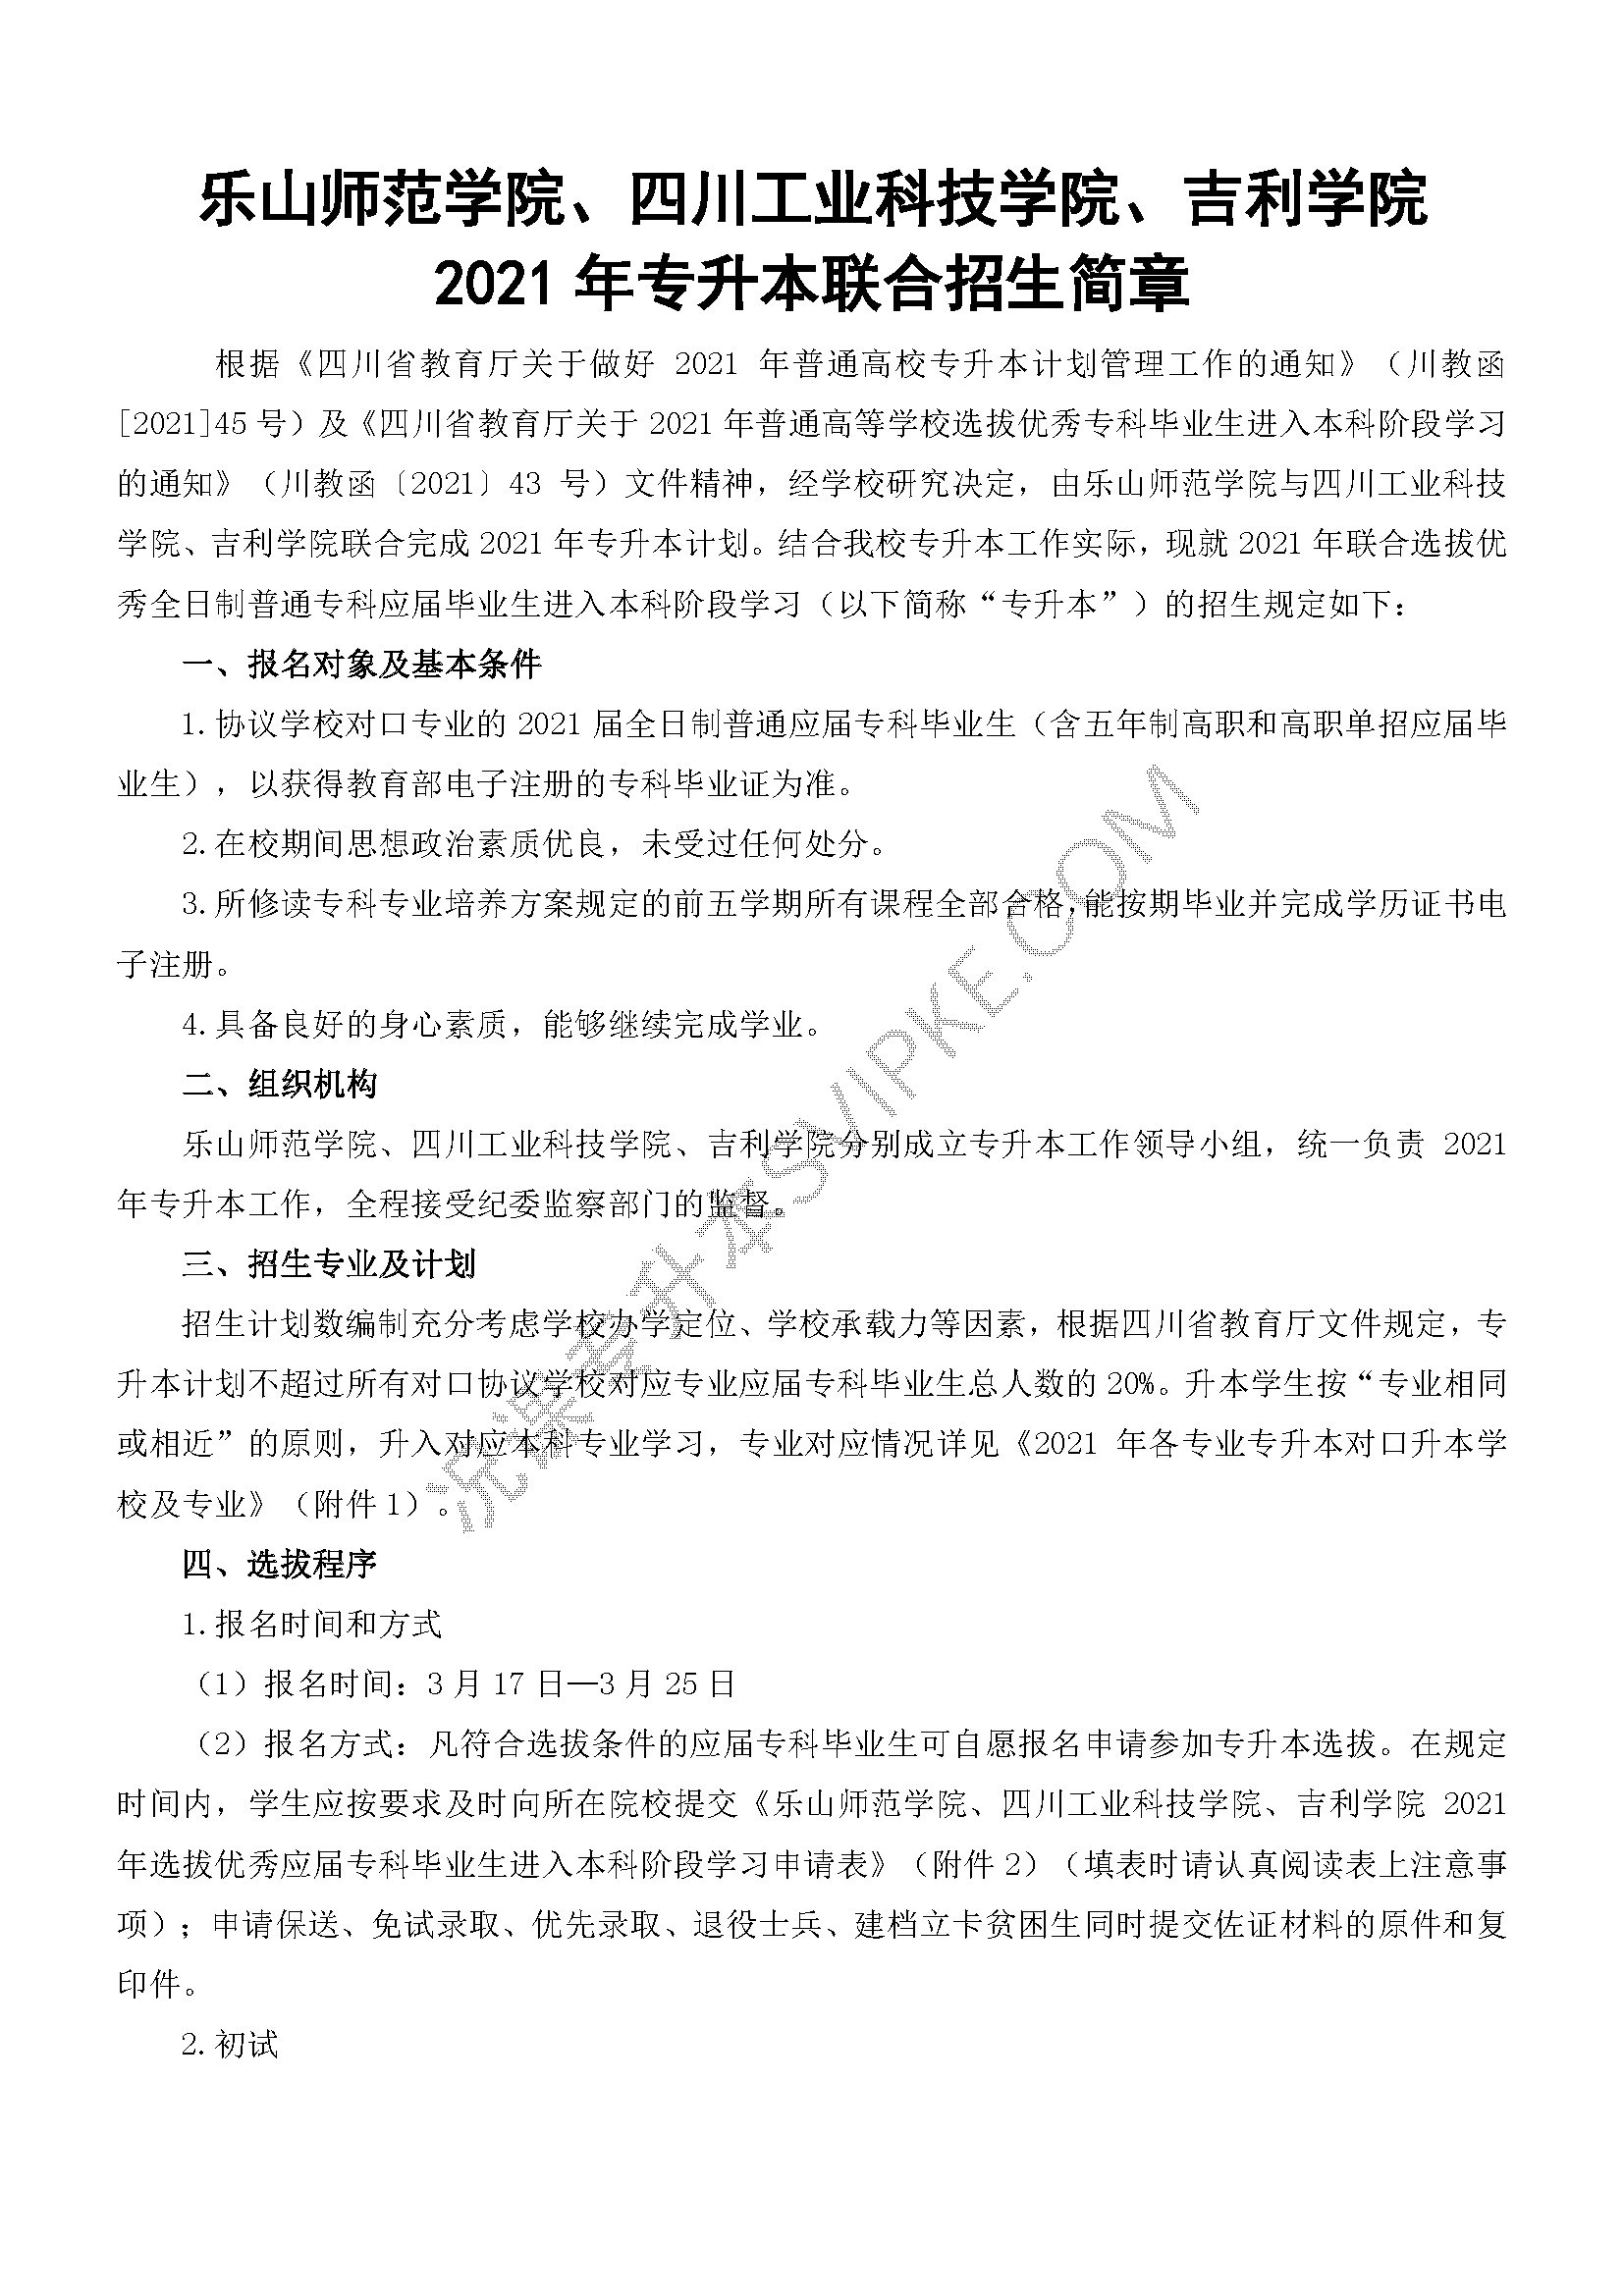 乐山师范学院、四川工业科技学院、吉利学院
2021 年专升本联合招生简章
根据《四川省教育厅关于做好 2021 年普通高校专升本计划管理工作的通知》（川教函
[2021]45 号）及《四川省教育厅关于 2021 年普通高等学校选拔优秀专科毕业生进入本科阶段学习
的通知》（川教函〔2021〕43 号）文件精神，经学校研究决定，由乐山师范学院与四川工业科技
学院、吉利学院联合完成 2021 年专升本计划。结合我校专升本工作实际，现就 2021 年联合选拔优
秀全日制普通专科应届毕业生进入本科阶段学习（以下简称“专升本”）的招生规定如下：
一、报名对象及基本条件
1.协议学校对口专业的 2021 届全日制普通应届专科毕业生（含五年制高职和高职单招应届毕
业生），以获得教育部电子注册的专科毕业证为准。
2.在校期间思想政治素质优良，未受过任何处分。
3.所修读专科专业培养方案规定的前五学期所有课程全部合格，能按期毕业并完成学历证书电
子注册。
4.具备良好的身心素质，能够继续完成学业。
二、组织机构
乐山师范学院、四川工业科技学院、吉利学院分别成立专升本工作领导小组，统一负责 2021
年专升本工作，全程接受纪委监察部门的监督。
三、招生专业及计划
招生计划数编制充分考虑学校办学定位、学校承载力等因素，根据四川省教育厅文件规定，专
升本计划不超过所有对口协议学校对应专业应届专科毕业生总人数的 20%。升本学生按“专业相同
或相近”的原则，升入对应本科专业学习，专业对应情况详见《2021 年各专业专升本对口升本学
校及专业》（附件 1）。
四、选拔程序
1.报名时间和方式
（1）报名时间：3 月 17 日—3 月 25 日
（2）报名方式：凡符合选拔条件的应届专科毕业生可自愿报名申请参加专升本选拔。在规定
时间内，学生应按要求及时向所在院校提交《乐山师范学院、四川工业科技学院、吉利学院 2021
年选拔优秀应届专科毕业生进入本科阶段学习申请表》（附件 2）（填表时请认真阅读表上注意事
项）；申请保送、免试录取、优先录取、退役士兵、建档立卡贫困生同时提交佐证材料的原件和复
印件。
2.初试
专升本SVIPKE.COM